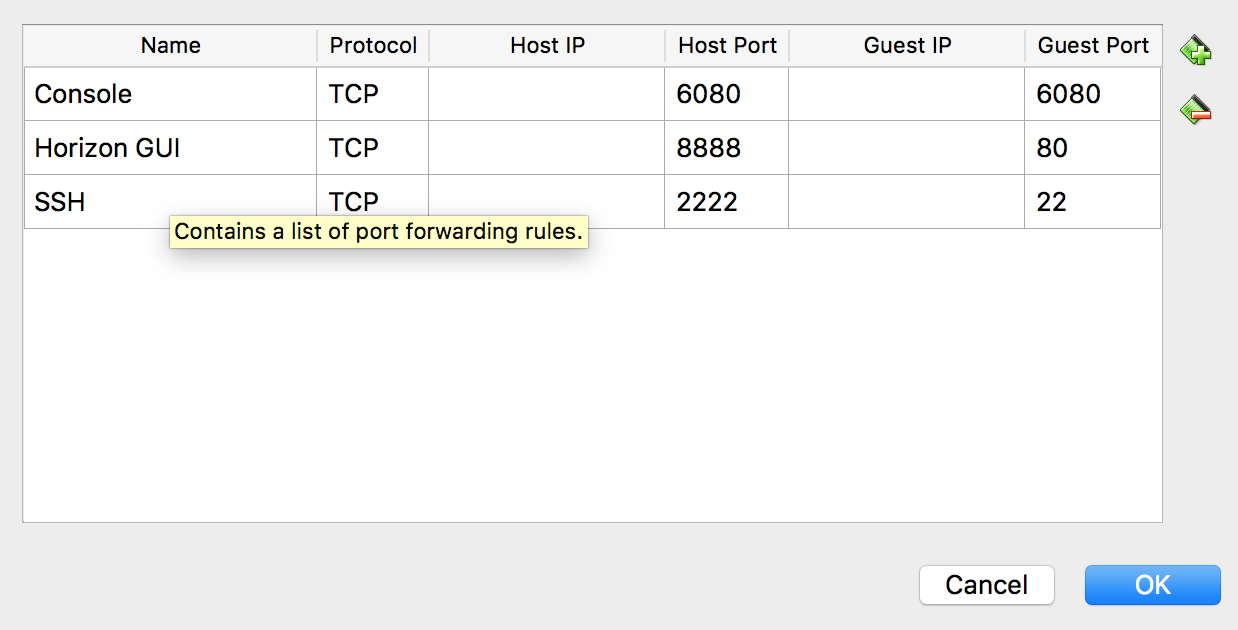 Name Protocol Host IP Host Port Guest IP Guest Port
Console TCP 6080 6080
Horizon GUI TCP 8888 80
SSH TCP 2222 22
Contains a list of port forwarding rules.
Cancel OK